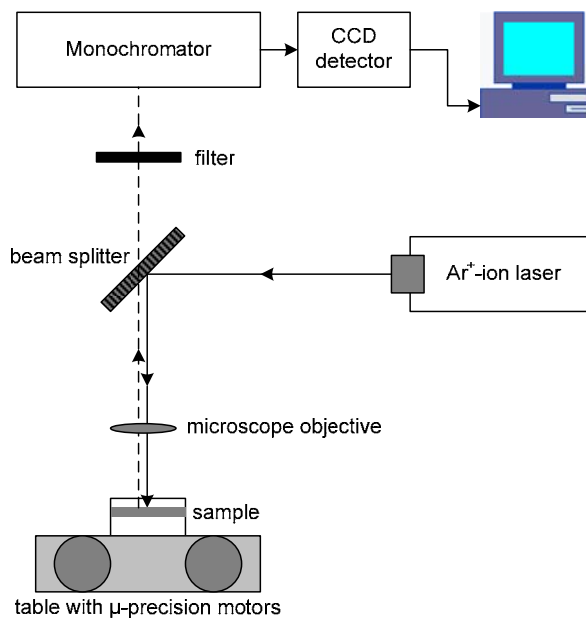 Monochromator
CCD
detector
filter
beam splitter
Ar⁺-ion laser
microscope objective
sample
table with μ-precision motors